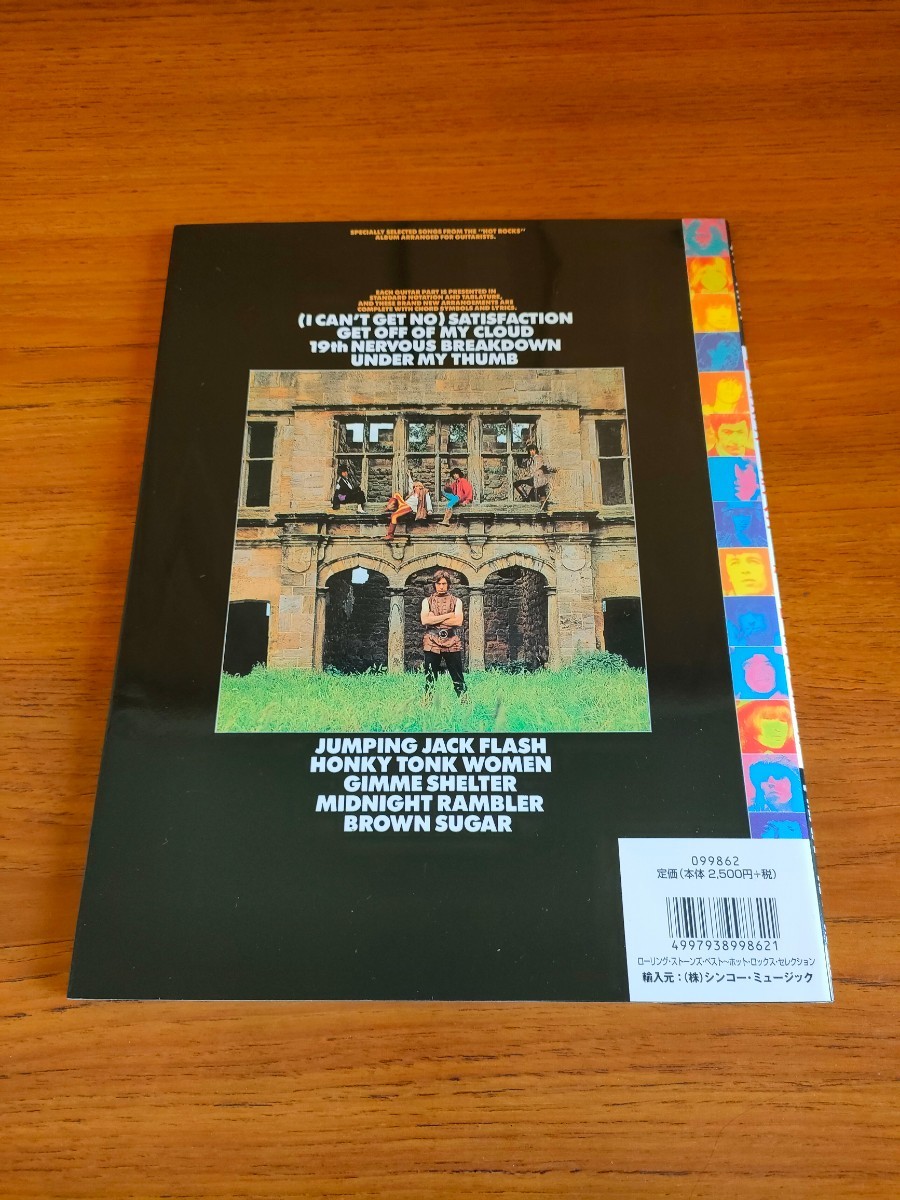 SPECIALLY SELECTED SONGS FROM THE "HOT ROCKS"
ALBUM ARRANGED FOR GUITARISTS.
EACH GUITAR PART IS PRESENTED IN
STANDARD NOTATION AND TABLATURE,
AND THESE BRAND NEW ARRANGEMENTS ARE
COMPLETE WITH CHORD SYMBOLS AND LYRICS.
(I CAN'T GET NO) SATISFACTION
GET OFF OF MY CLOUD
19th NERVOUS BREAKDOWN
UNDER MY THUMB
JUMPING JACK FLASH
HONKY TONK WOMEN
GIMME SHELTER
MIDNIGHT RAMBLER
BROWN SUGAR
099862
定価(本体 2,500円+税)
4997938998621
ローリング・ストーンズ・ベスト~ホット・ロックス・セレクション
輸入元:(株)シンコー・ミュージック